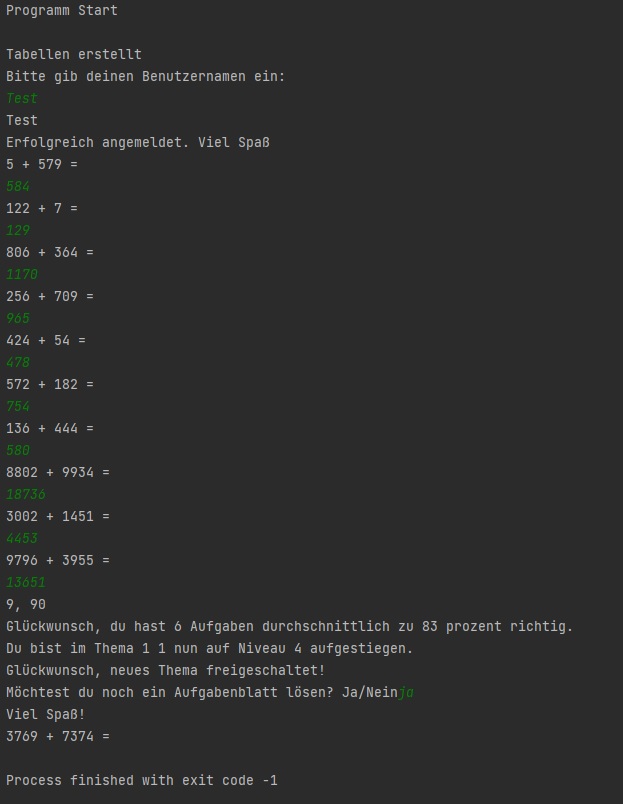 Programm Start
Tabellen erstellt
Bitte gib deinen Benutzernamen ein:
Test
Test
Erfolgreich angemeldet. Viel Spaß
5 + 579 =
584
122 + 7 =
129
806 + 364 =
1170
256 + 709 =
965
424 + 54 =
478
572 + 182 =
754
136 + 444 =
580
8802 + 9934 =
18736
3002 + 1451 =
4453
9796 + 3955 =
13651
9, 90
Glückwunsch, du hast 6 Aufgaben durchschnittlich zu 83 prozent richtig.
Du bist im Thema 1 1 nun auf Niveau 4 aufgestiegen.
Glückwunsch, neues Thema freigeschaltet!
Möchtest du noch ein Aufgabenblatt lösen? Ja/Neinja
Viel Spaß!
3769 + 7374 =
Process finished with exit code -1